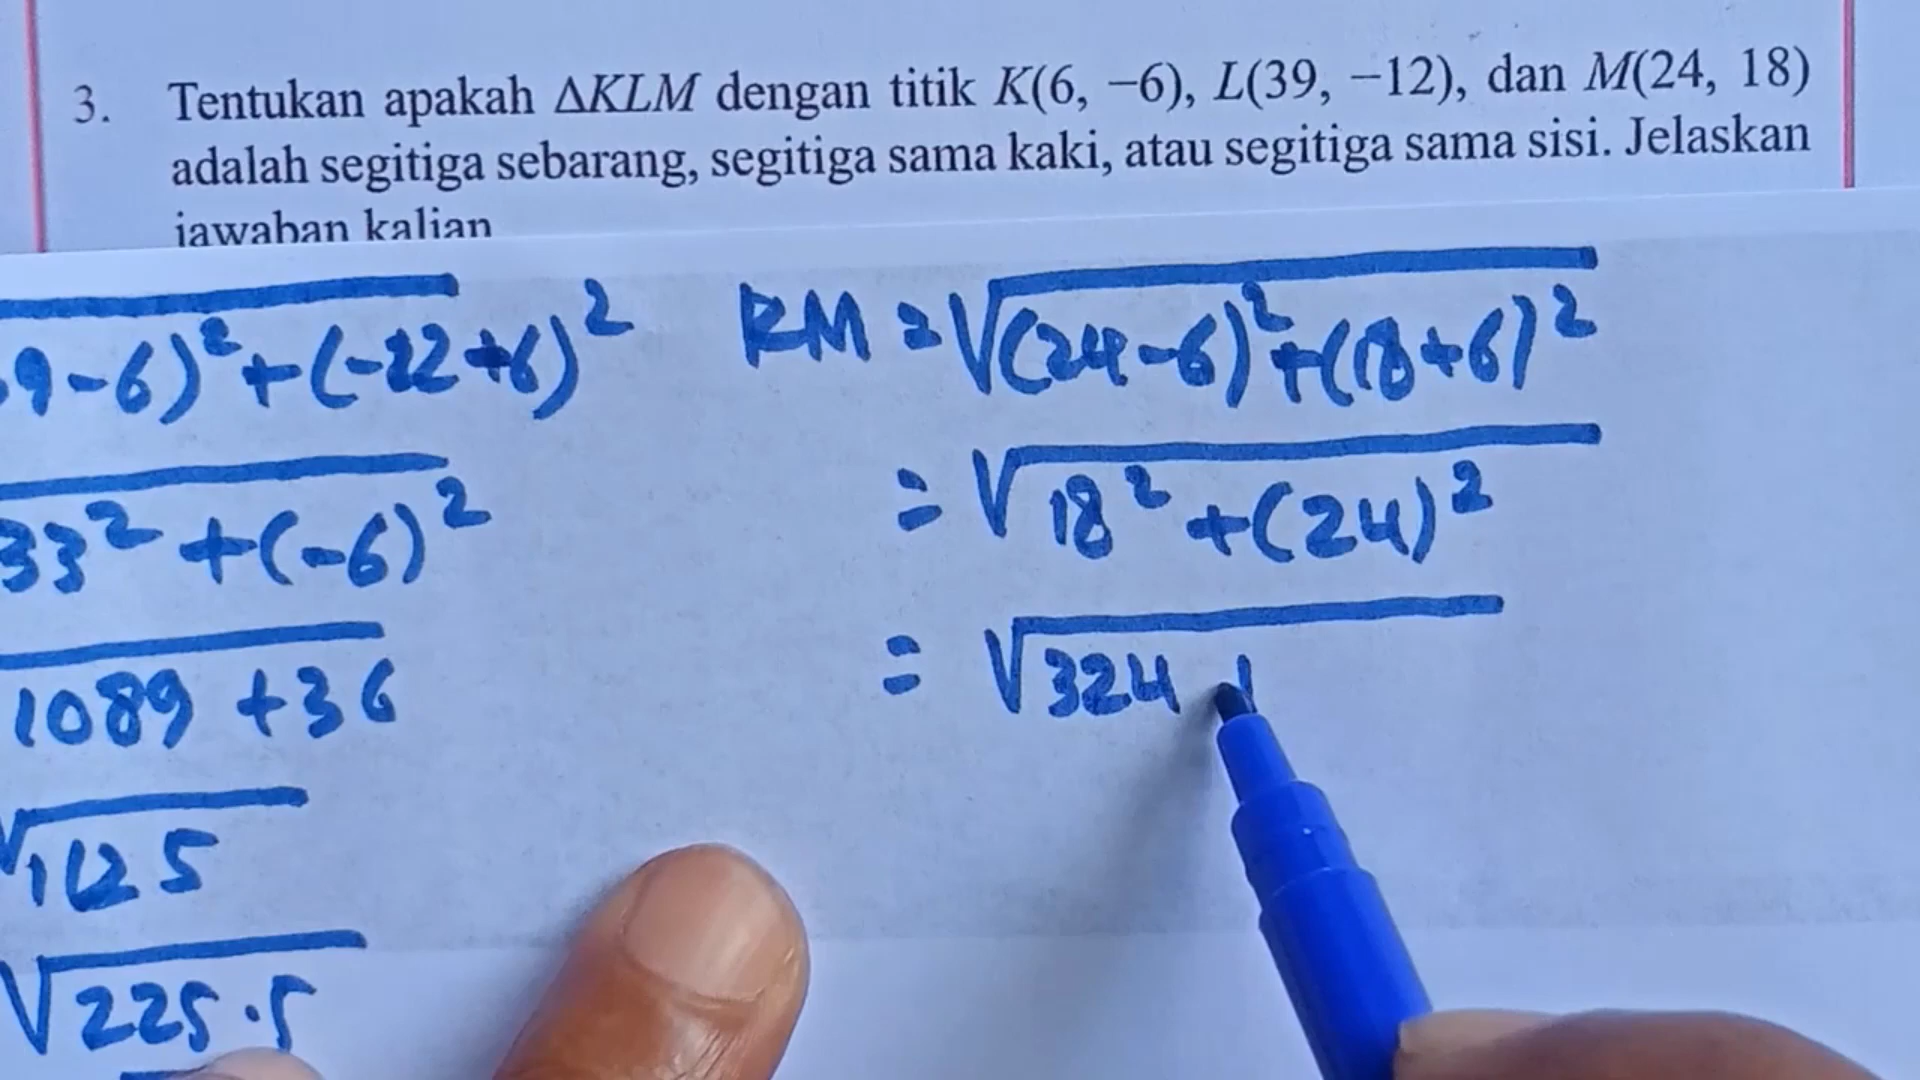 3. Tentukan apakah ΔKLM dengan titik K(6, −6), L(39, −12), dan M(24, 18)
adalah segitiga sebarang, segitiga sama kaki, atau segitiga sama sisi. Jelaskan
jawaban kalian
9-6)² + (-12+6)²
33² + (-6)²
1089 + 36
√1125
√225·5
KM = √(24-6)² + (18+6)²
= √18² + (24)²
= √324